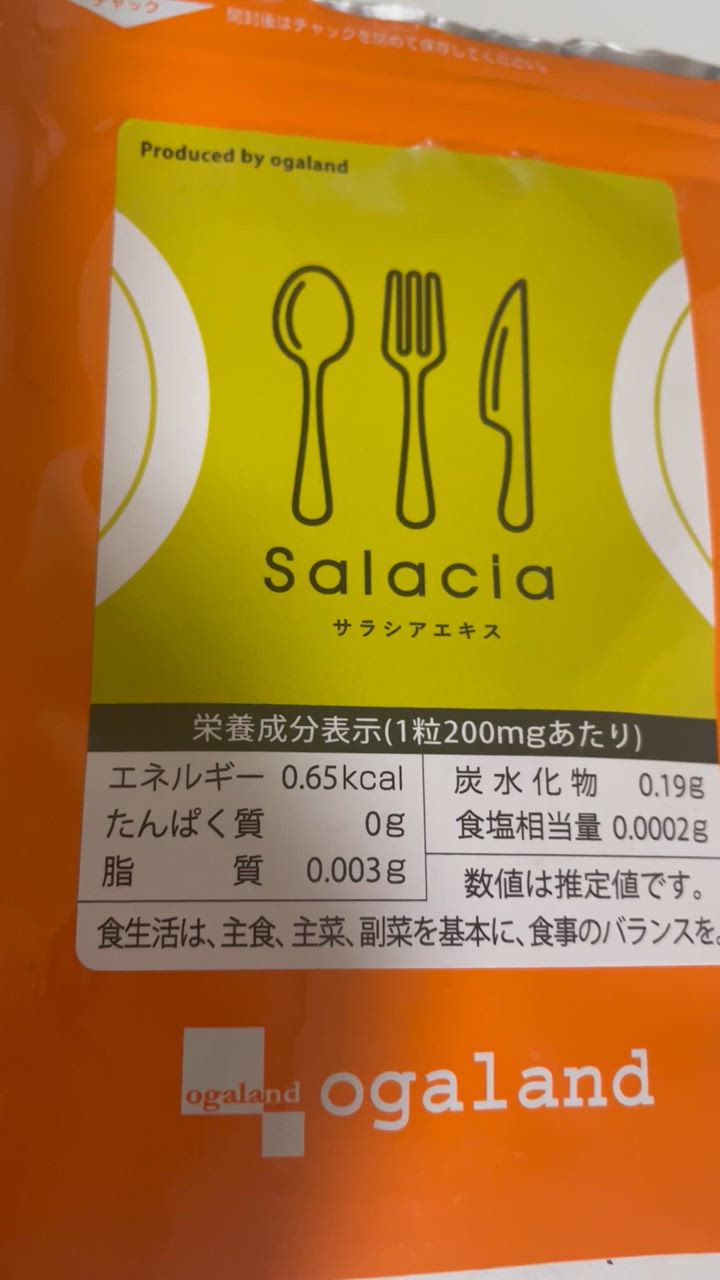 チャック
開封後はチャックを閉めて保存してください。
Produced by ogaland
Salacia
サラシアエキス
栄養成分表示(1粒200mgあたり)
エネルギー 0.65kcal
たんぱく質 0g
脂質 0.003g
炭水化物 0.19g
食塩相当量 0.0002g
数値は推定値です。
食生活は、主食、主菜、副菜を基本に、食事のバランスを。
ogaland
ogaland